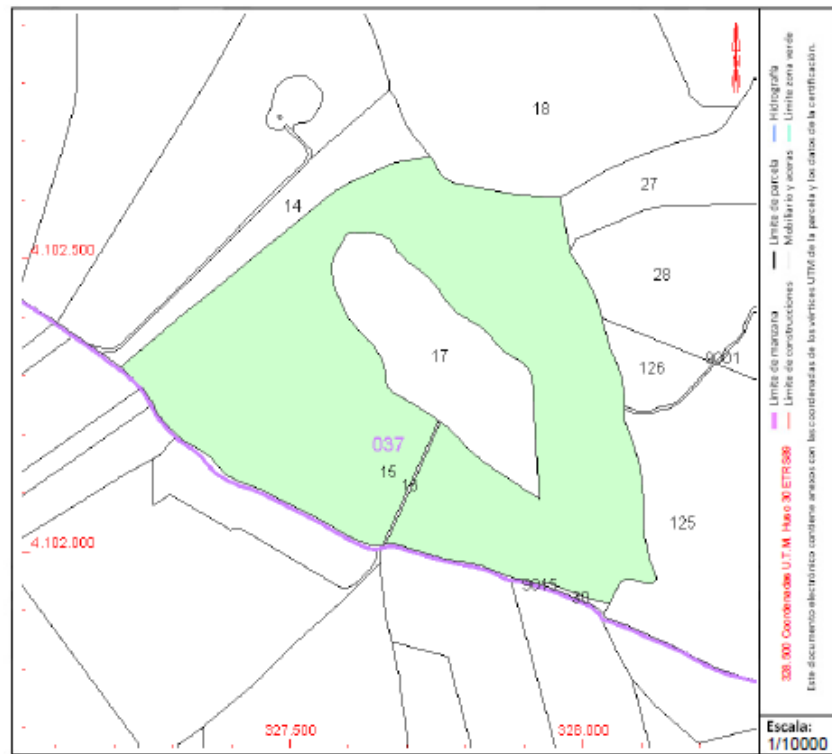 18
27
14
4.102.500
28
17
126
9001
037
15
16
125
4.102.000
9015
327.500
328.000
Límite de manzana
Límite de parcela
Hidrografía
Límite de construcciones
Mobiliario y aceras
Límite zona verde
328.000 Coordenadas U.T.M. Huso 30 ETRS89
Este documento electrónico contiene anexos con las coordenadas de los vértices UTM de la parcela y los datos de la certificación.
Escala:
1/10000